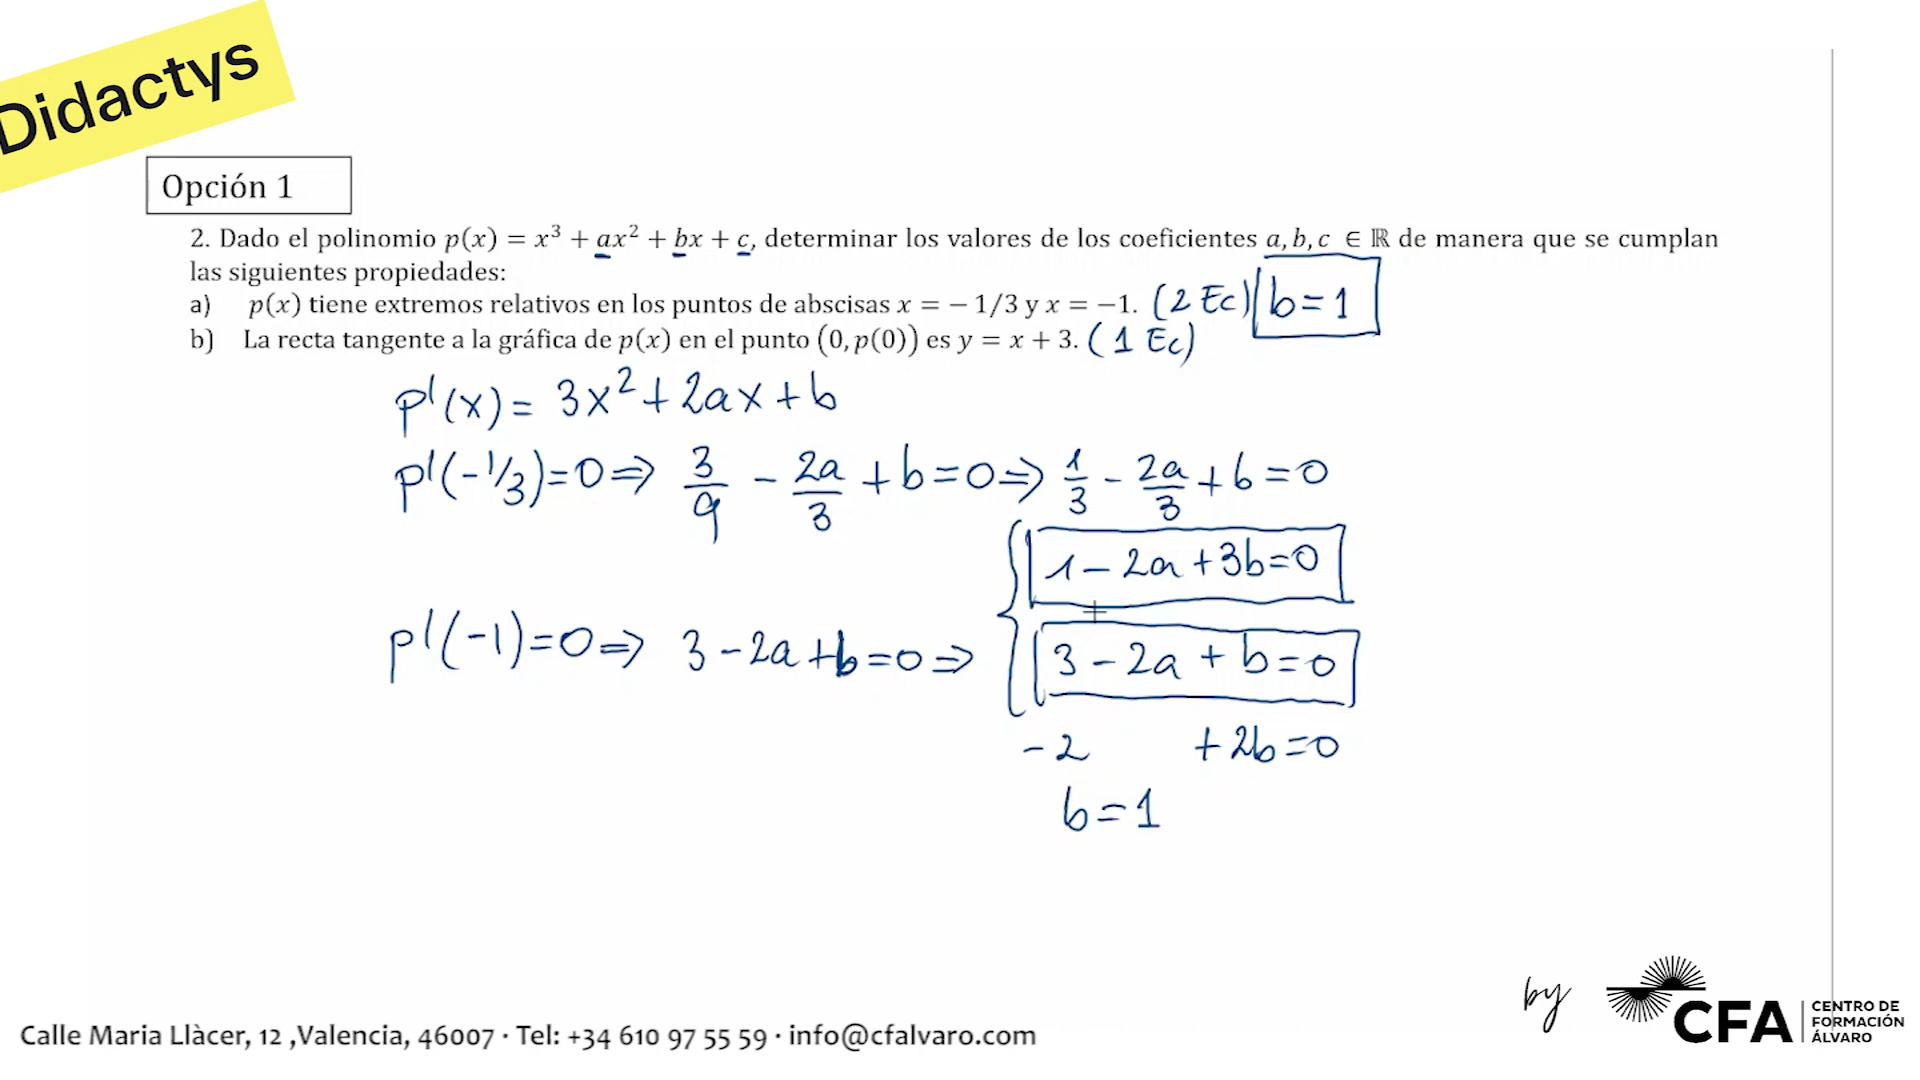 Didactys
Opción 1
2. Dado el polinomio p(x) = x³ + ax² + bx + c, determinar los valores de los coeficientes a, b, c ∈ ℝ de manera que se cumplan
las siguientes propiedades:
a) p(x) tiene extremos relativos en los puntos de abscisas x = − 1/3 y x = −1. (2 Ec) b=1
b) La recta tangente a la gráfica de p(x) en el punto (0, p(0)) es y = x + 3. (1 Ec)
p'(x) = 3x² + 2ax + b
p'(-1/3)=0 ⇒ 3/9 - 2a/3 + b = 0 ⇒ 1/3 - 2a/3 + b = 0
1 - 2a + 3b = 0
p'(-1)=0 ⇒ 3 - 2a + b = 0 ⇒ 3 - 2a + b = 0
-2 + 2b = 0
b = 1
by
CFA CENTRO DE
FORMACIÓN
ÁLVARO
Calle Maria Llàcer, 12 ,Valencia, 46007 · Tel: +34 610 97 55 59 · info@cfalvaro.com